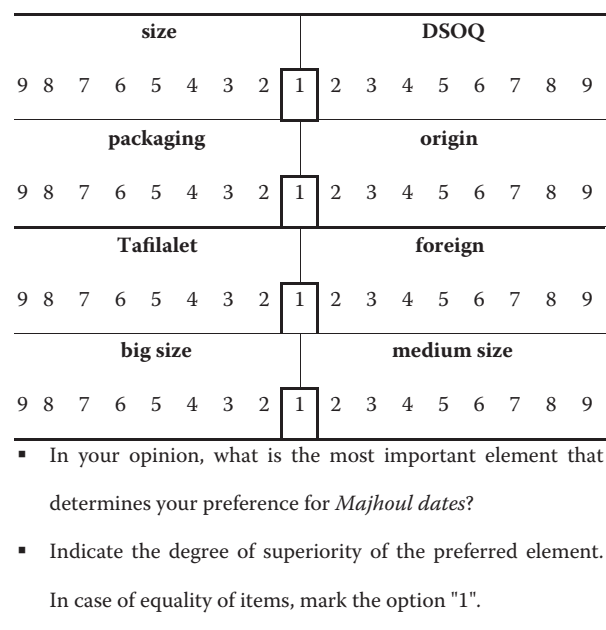 size DSOQ
9 8 7 6 5 4 3 2 1 2 3 4 5 6 7 8 9
packaging origin
9 8 7 6 5 4 3 2 1 2 3 4 5 6 7 8 9
Tafilalet foreign
9 8 7 6 5 4 3 2 1 2 3 4 5 6 7 8 9
big size medium size
9 8 7 6 5 4 3 2 1 2 3 4 5 6 7 8 9
▪ In your opinion, what is the most important element that
determines your preference for Majhoul dates?
▪ Indicate the degree of superiority of the preferred element.
In case of equality of items, mark the option "1".